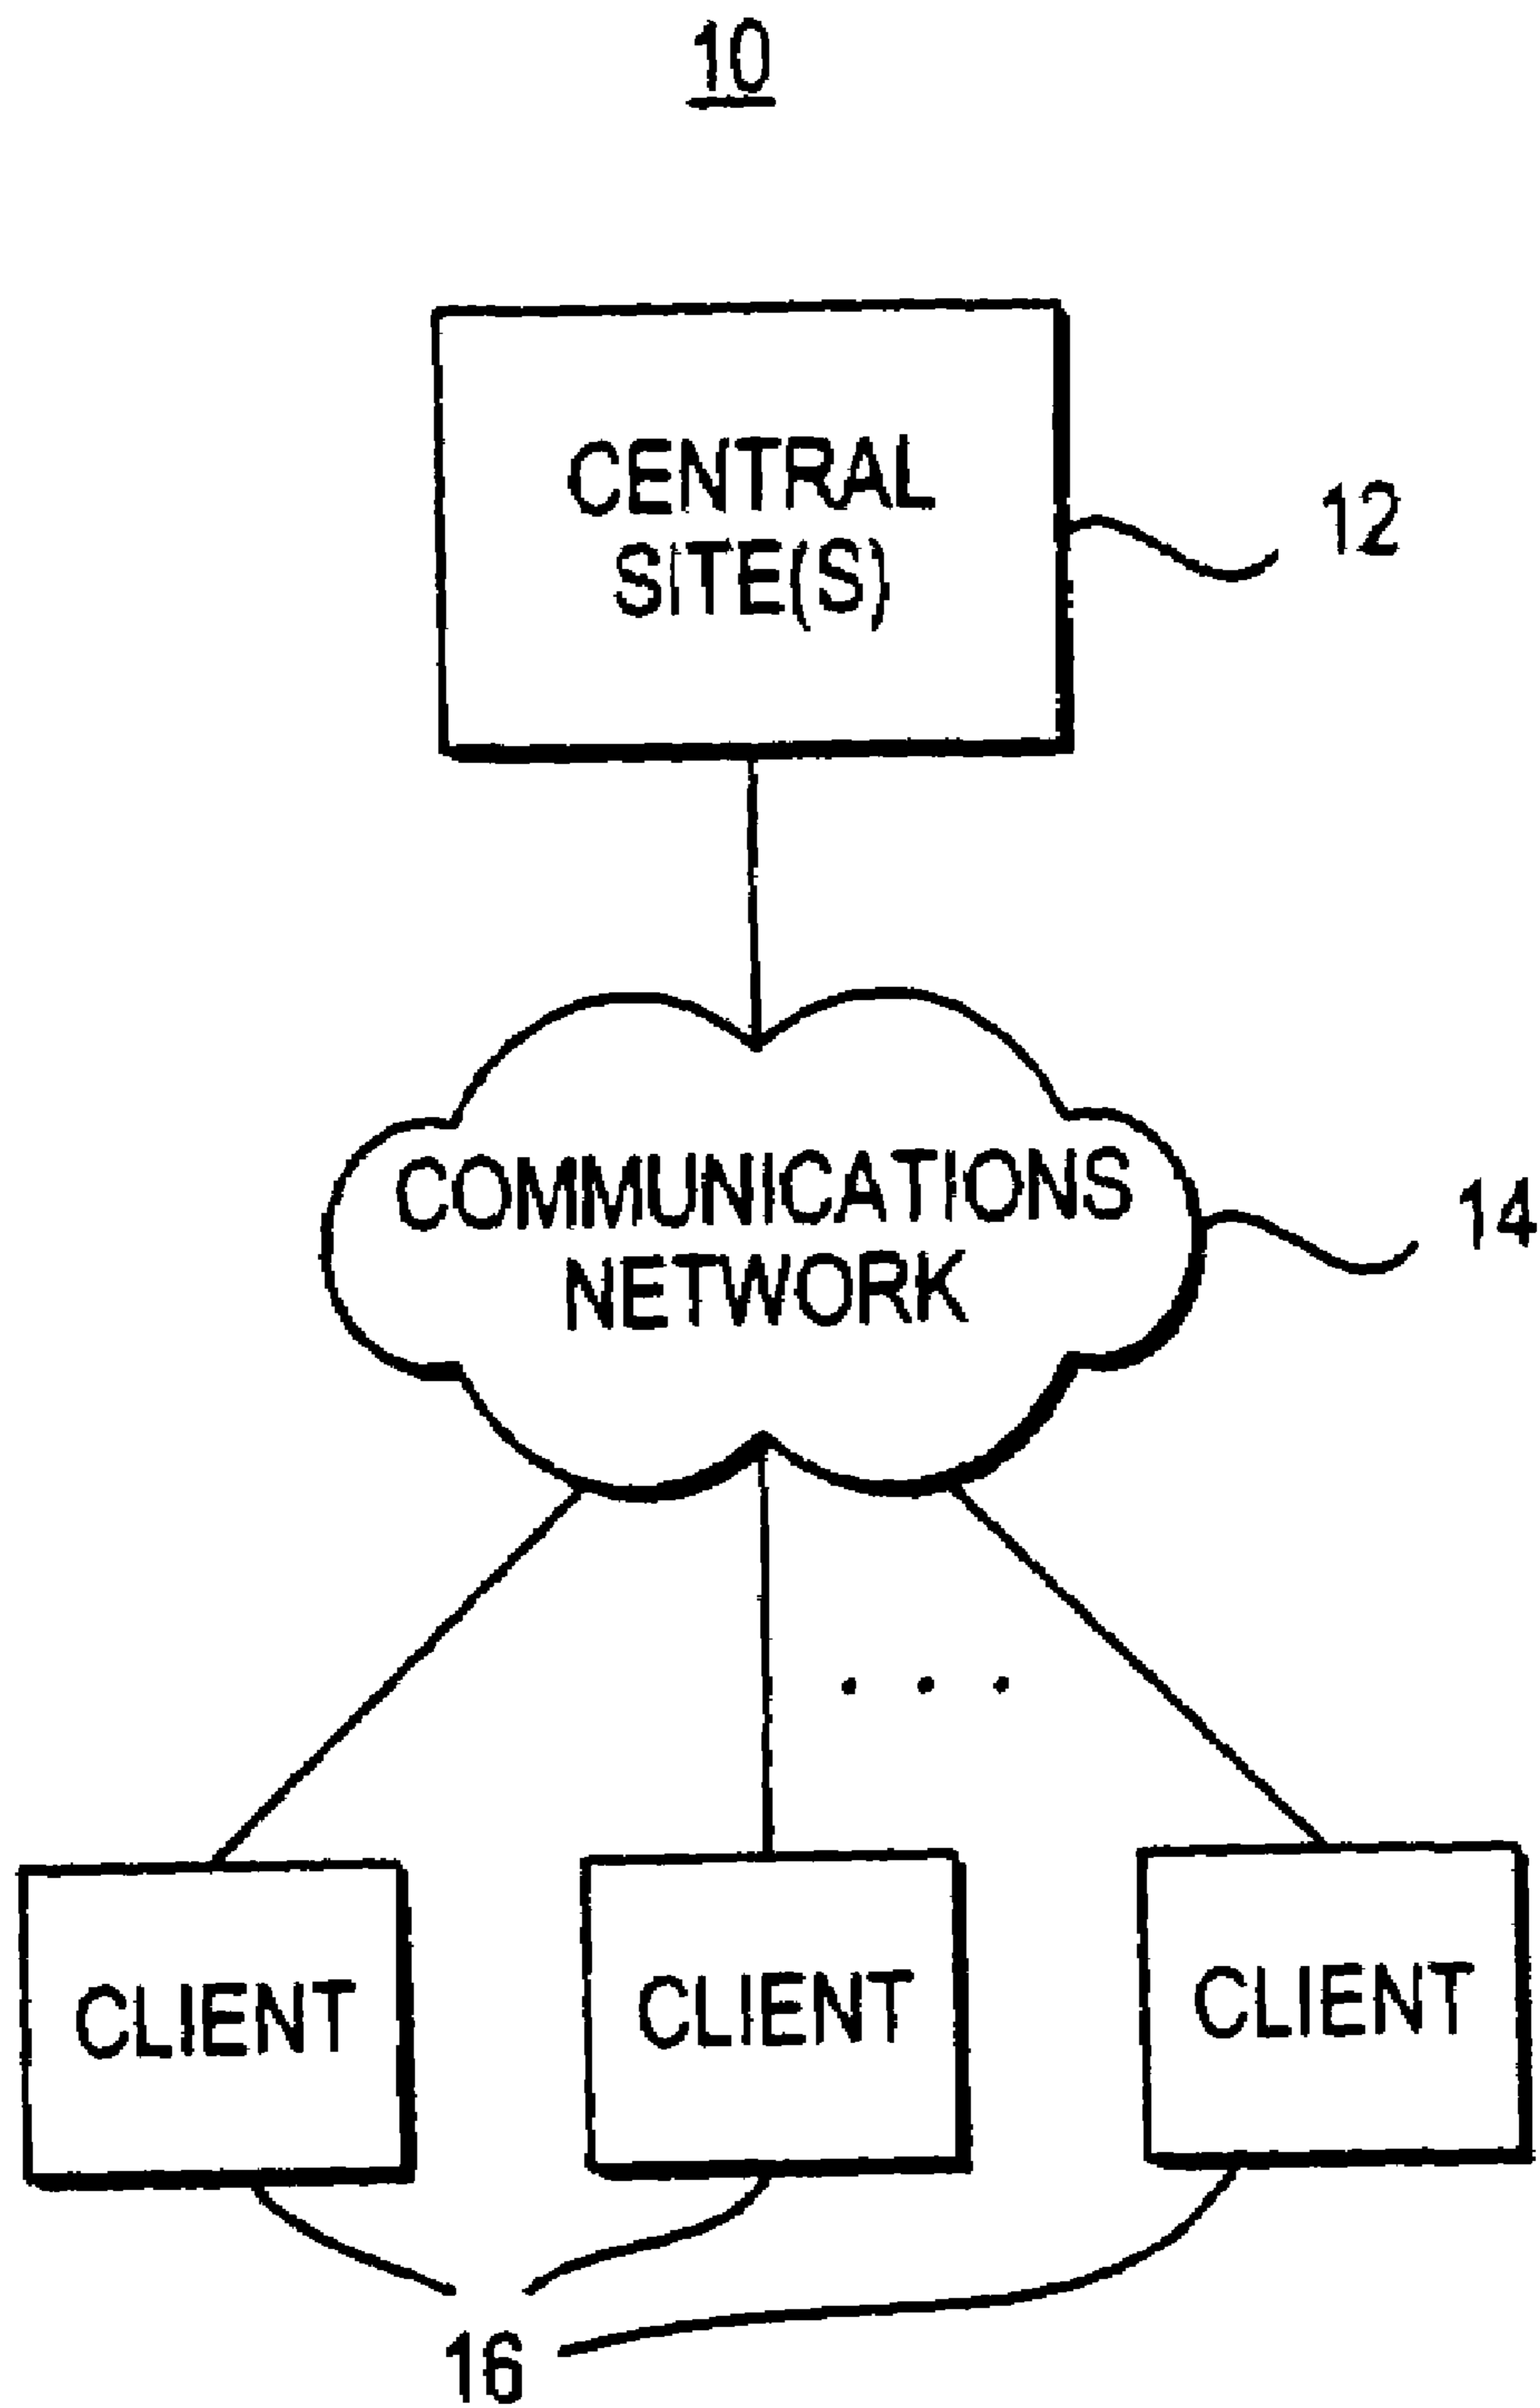 10
CENTRAL
SITE(S)
12
COMMUNICATIONS
NETWORK
14
CLIENT
CLIENT
CLIENT
16